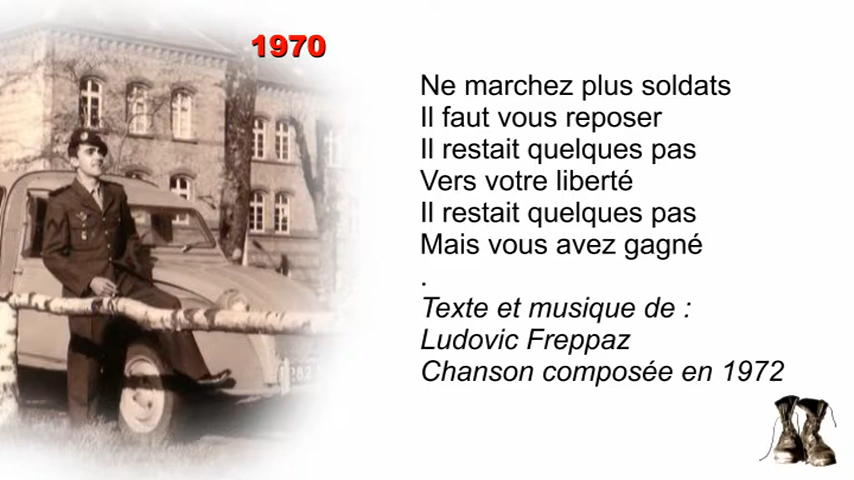 1970
Ne marchez plus soldats
Il faut vous reposer
Il restait quelques pas
Vers votre liberté
Il restait quelques pas
Mais vous avez gagné
.
Texte et musique de :
Ludovic Freppaz
Chanson composée en 1972